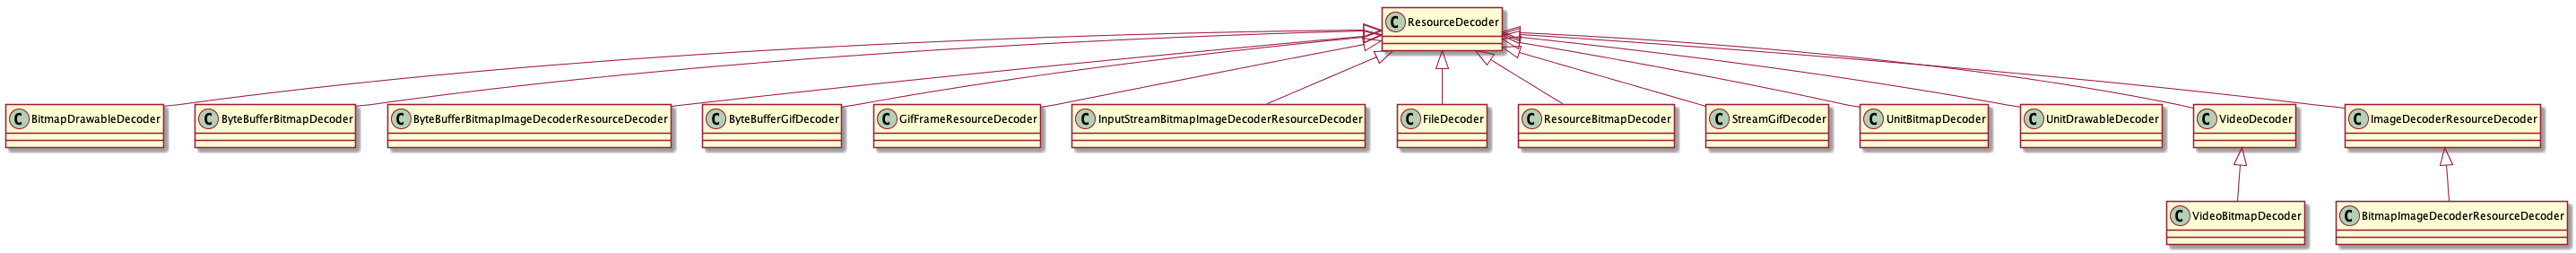 C ResourceDecoder
C BitmapDrawableDecoder
C ByteBufferBitmapDecoder
C ByteBufferBitmapImageDecoderResourceDecoder
C ByteBufferGifDecoder
C GifFrameResourceDecoder
C InputStreamBitmapImageDecoderResourceDecoder
C FileDecoder
C ResourceBitmapDecoder
C StreamGifDecoder
C UnitBitmapDecoder
C UnitDrawableDecoder
C VideoDecoder
C ImageDecoderResourceDecoder
C VideoBitmapDecoder
C BitmapImageDecoderResourceDecoder